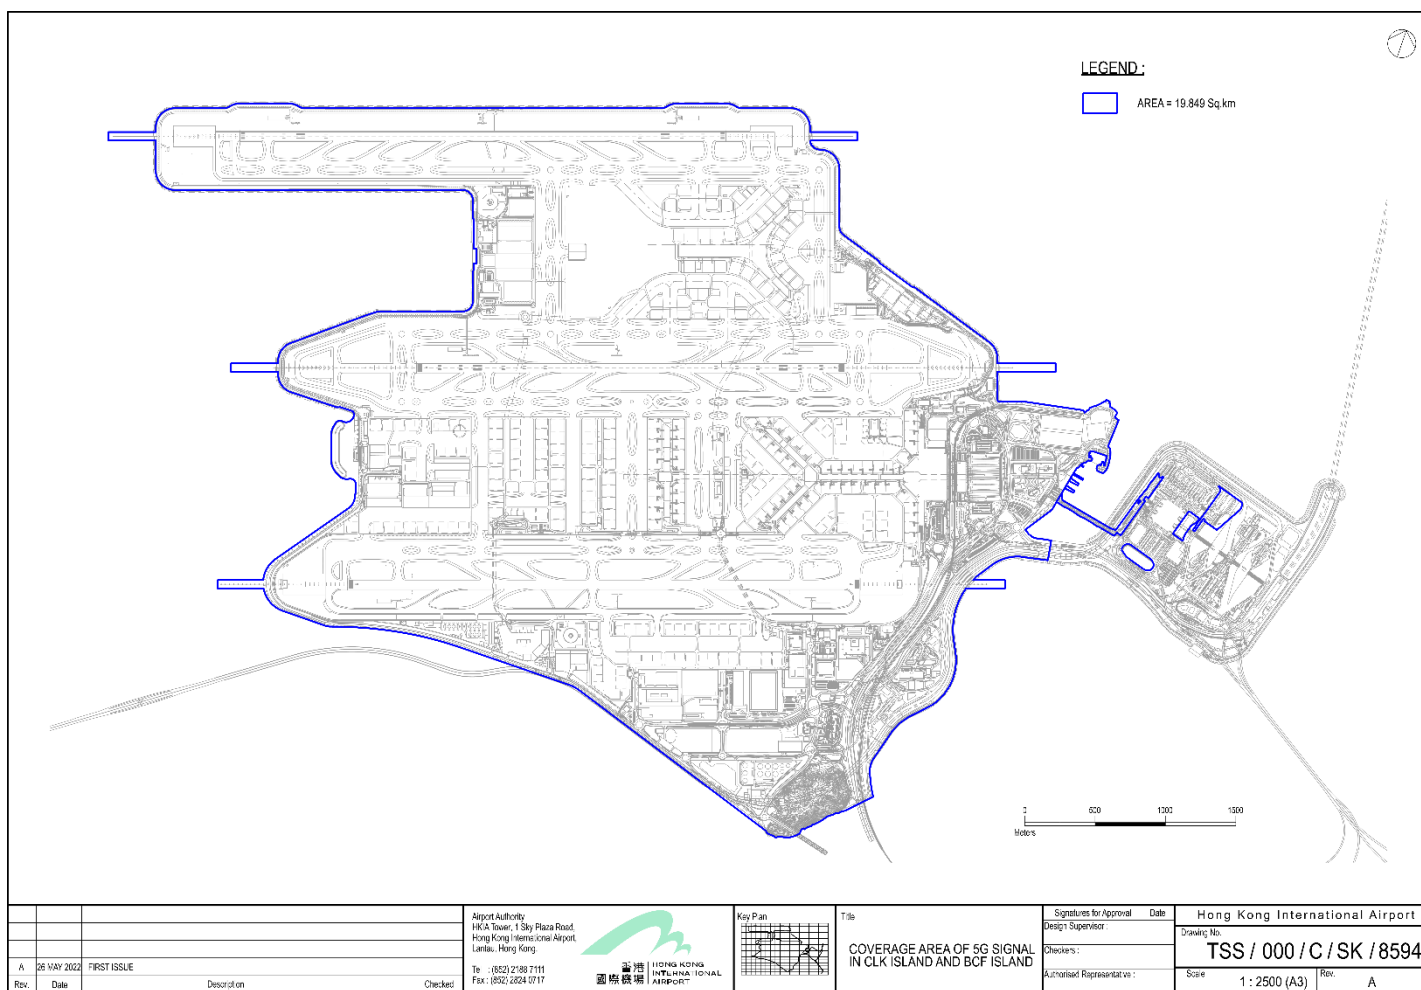 LEGEND :
AREA = 19.849 Sq.km
0 500 1000 1500
Meters
A 26 MAY 2022 FIRST ISSUE
Rev. Date Description Checked
Airport Authority
HKIA Tower, 1 Sky Plaza Road,
Hong Kong International Airport,
Lantau, Hong Kong.
Te : (852) 2188 7111
Fax : (852) 2824 0717
香港
國際機場
HONG KONG
INTERNATIONAL
AIRPORT
Key Plan
Title
COVERAGE AREA OF 5G SIGNAL
IN CLK ISLAND AND BCF ISLAND
Signatures for Approval Date
Design Supervisor :
Checkers :
Authorised Representative :
Hong Kong International Airport
Drawing No.
TSS / 000 / C / SK / 8594
Scale
1 : 2500 (A3)
Rev.
A